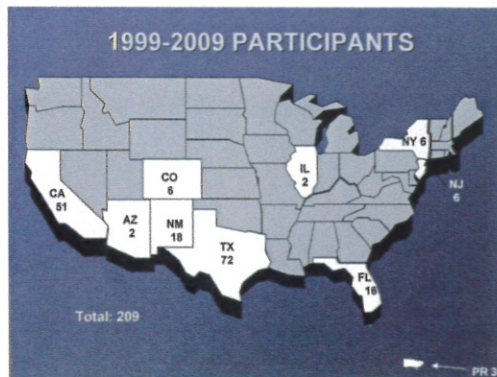 1999-2009 PARTICIPANTS
NY 6
IL
2
NJ
6
CO
6
CA
51
AZ
2
NM
18
TX
72
FL
16
Total: 209
PR 3